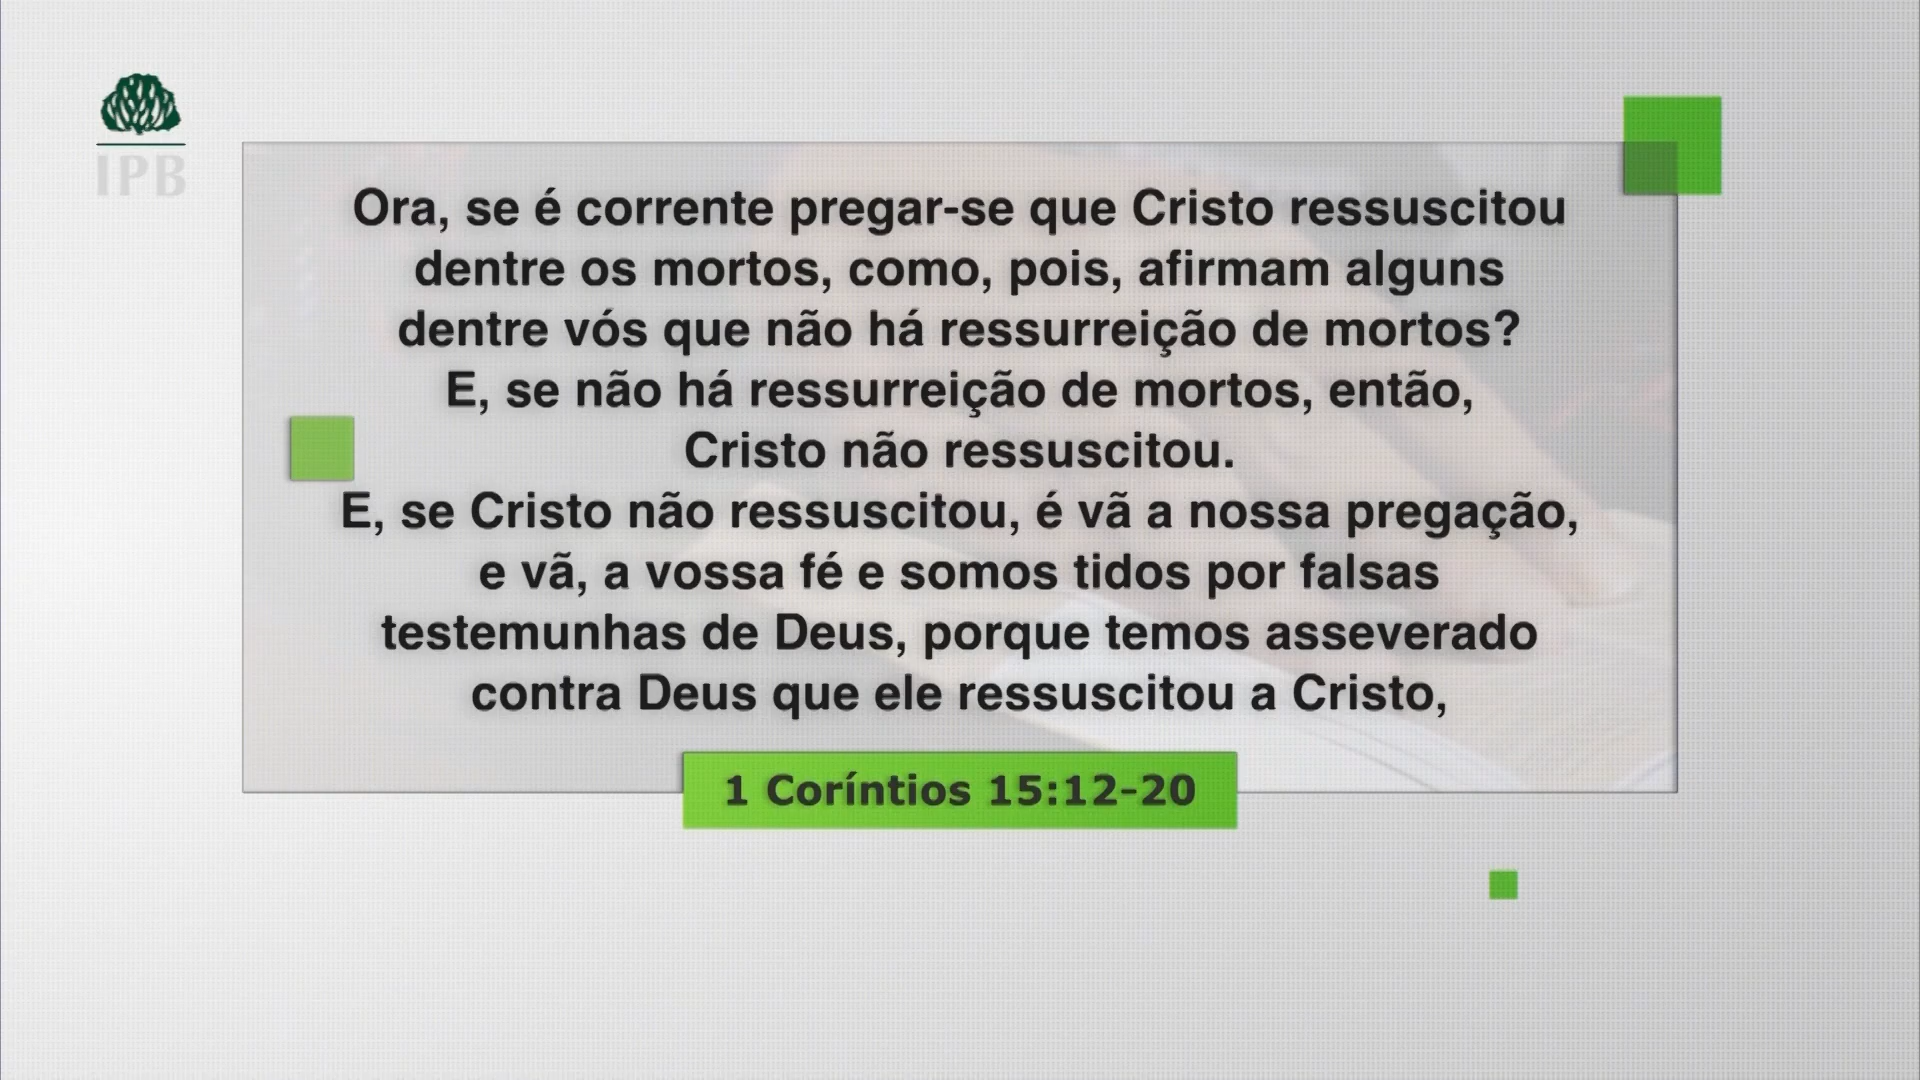 IPB
Ora, se é corrente pregar-se que Cristo ressuscitou
dentre os mortos, como, pois, afirmam alguns
dentre vós que não há ressurreição de mortos?
E, se não há ressurreição de mortos, então,
Cristo não ressuscitou.
E, se Cristo não ressuscitou, é vã a nossa pregação,
e vã, a vossa fé e somos tidos por falsas
testemunhas de Deus, porque temos asseverado
contra Deus que ele ressuscitou a Cristo,
1 Coríntios 15:12-20